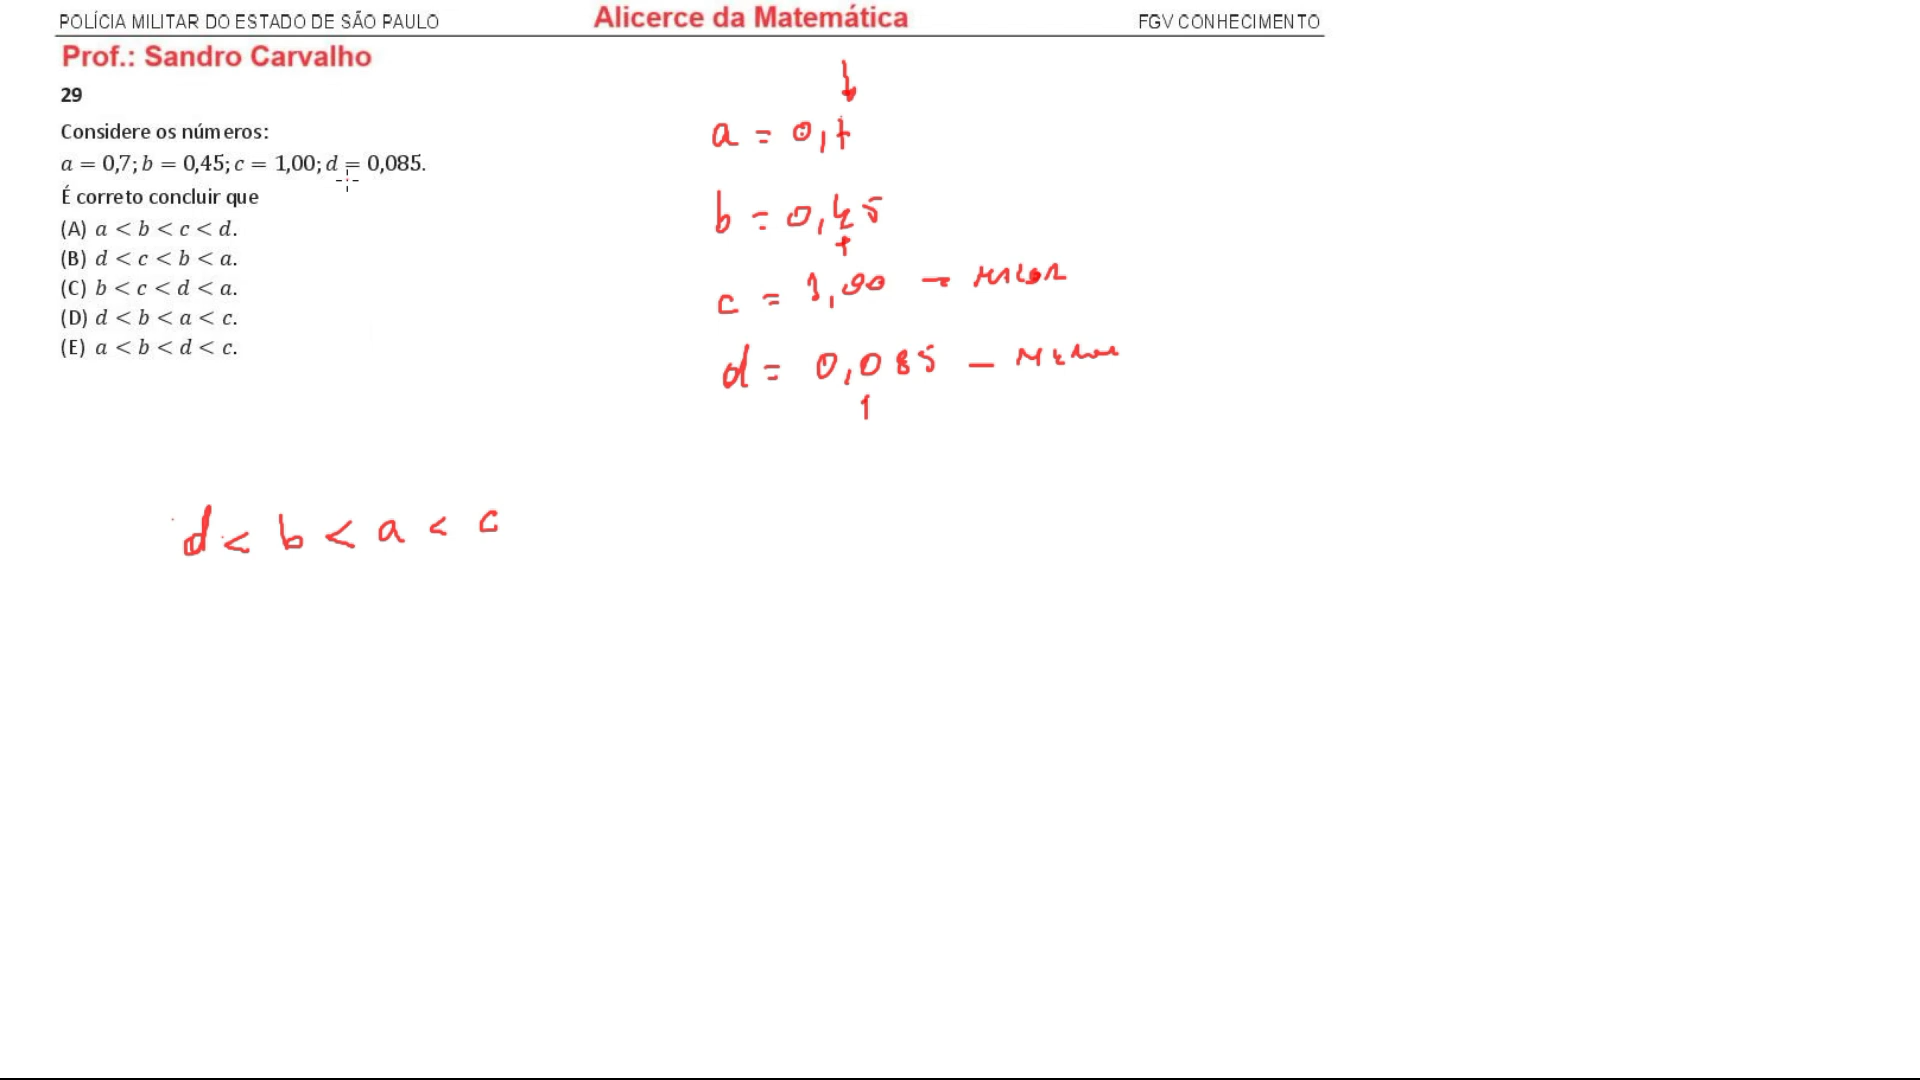 POLÍCIA MILITAR DO ESTADO DE SÃO PAULO
Alicerce da Matemática
FGV CONHECIMENTO
Prof.: Sandro Carvalho
29
Considere os números:
a = 0,7; b = 0,45; c = 1,00; d = 0,085.
É correto concluir que
(A) a < b < c < d.
(B) d < c < b < a.
(C) b < c < d < a.
(D) d < b < a < c.
(E) a < b < d < c.
a = 0,7
b = 0,45
c = 1,00 – MAIOR
d = 0,085 – MENOR
d < b < a < c